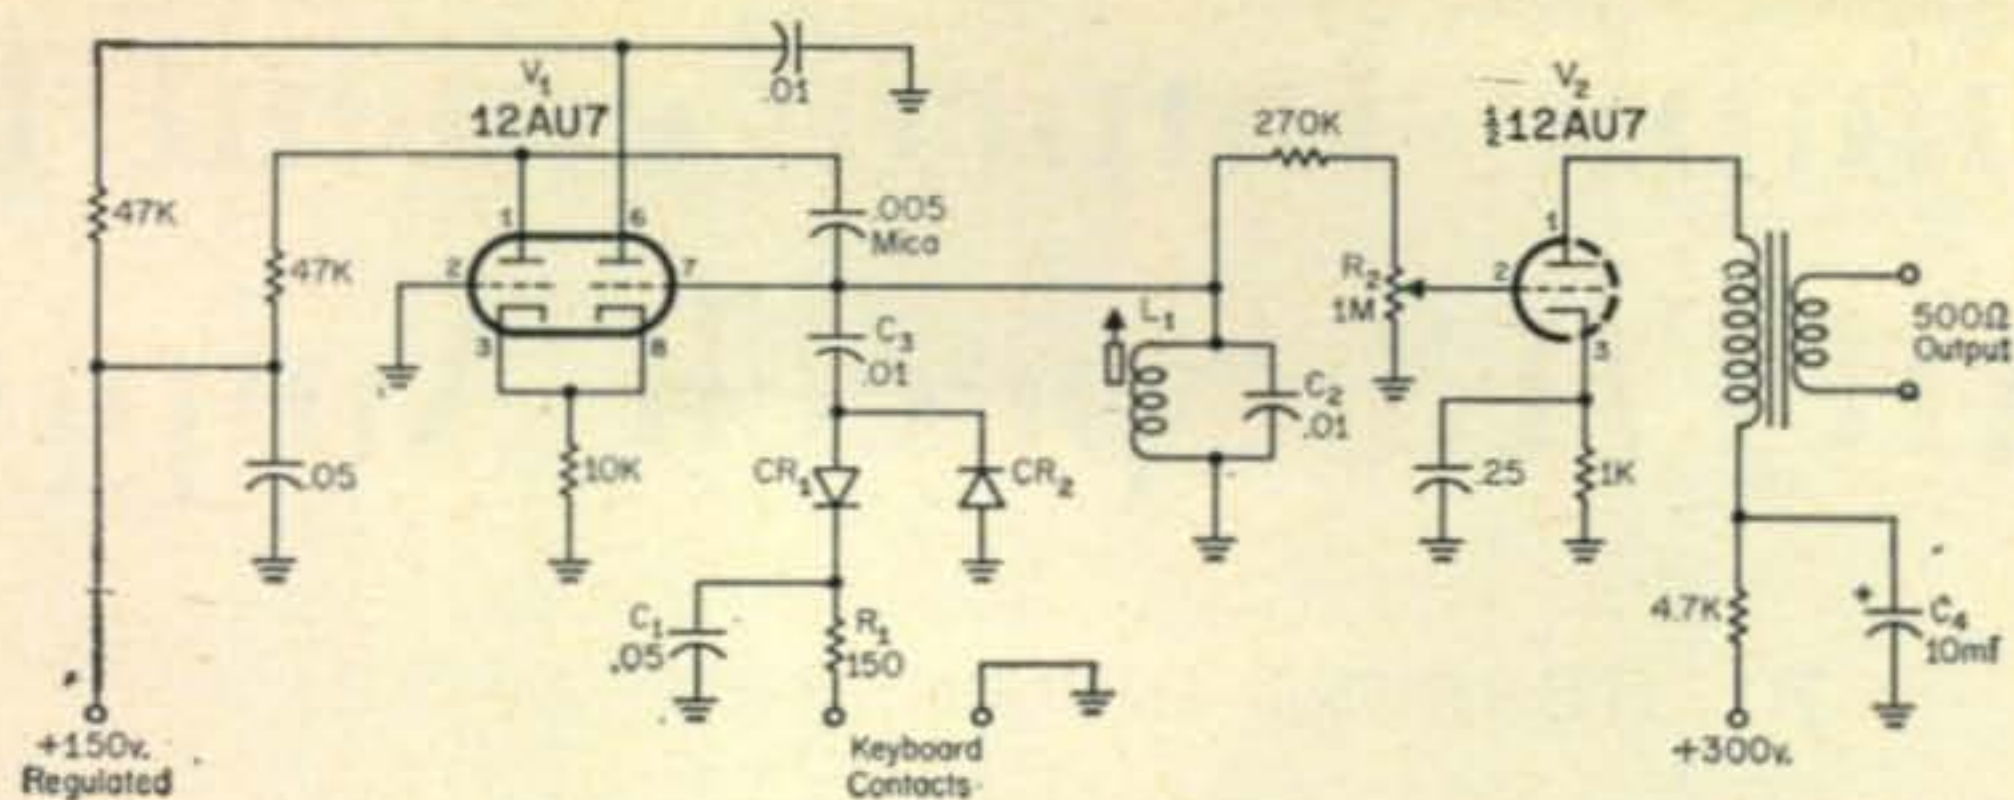 V1
12AU7
.01
47K
47K
1
6
2
7
3
8
.005
Mica
C3
.01
.05
10K
CR1
CR2
C1
.05
R1
150
+150v.
Regulated
Keyboard
Contacts
270K
R2
1M
L1
C2
.01
V2
½12AU7
1
2
3
.25
1K
500Ω
Output
4.7K
+
C4
10mf
+300v.